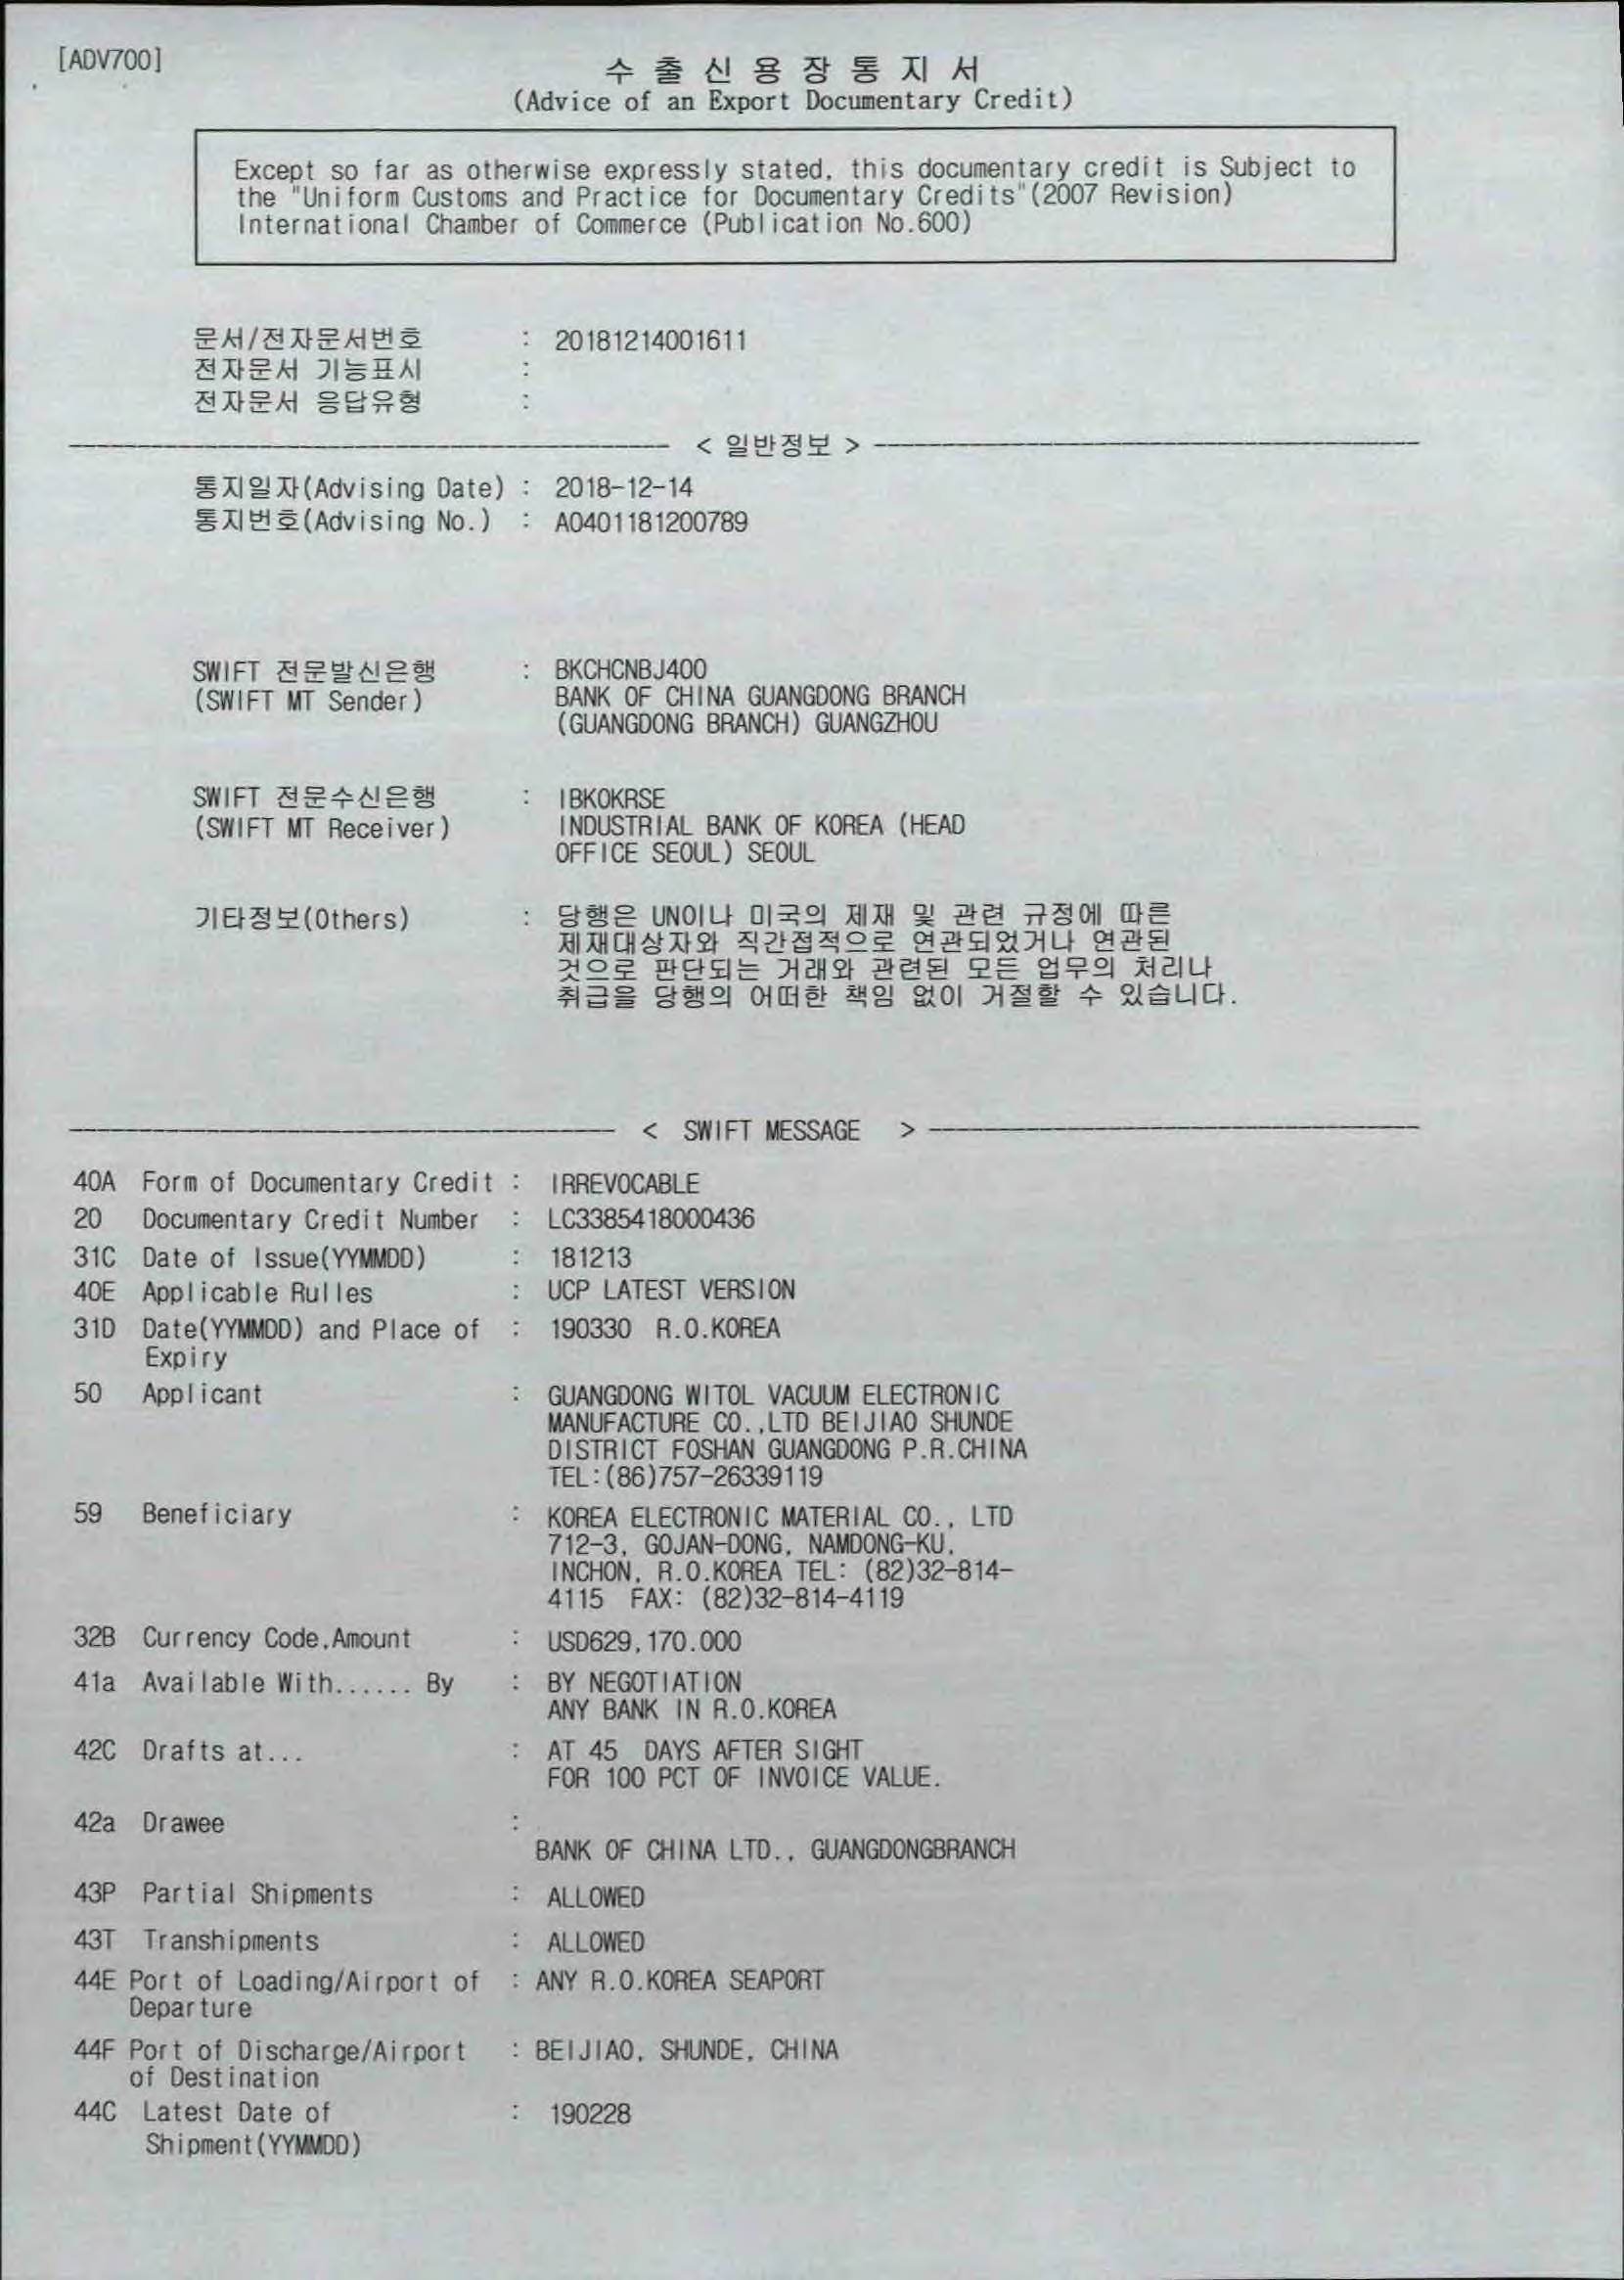 [ADV700]
수 출 신 용 장 통 지 서
(Advice of an Export Documentary Credit)
Except so far as otherwise expressly stated, this documentary credit is Subject to
the "Uniform Customs and Practice for Documentary Credits"(2007 Revision)
International Chamber of Commerce (Publication No.600)
문서/전자문서번호 : 20181214001611
전자문서 기능표시 :
전자문서 응답유형 :
< 일반정보 >
통지일자(Advising Date) : 2018-12-14
통지번호(Advising No.) : A0401181200789
SWIFT 전문발신은행 : BKCHCNBJ400
(SWIFT MT Sender) BANK OF CHINA GUANGDONG BRANCH
(GUANGDONG BRANCH) GUANGZHOU
SWIFT 전문수신은행 : IBKOKRSE
(SWIFT MT Receiver) INDUSTRIAL BANK OF KOREA (HEAD
OFFICE SEOUL) SEOUL
기타정보(Others) : 당행은 UN이나 미국의 제재 및 관련 규정에 따른
제재대상자와 직간접적으로 연관되었거나 연관된
것으로 판단되는 거래와 관련된 모든 업무의 처리나
취급을 당행의 어떠한 책임 없이 거절할 수 있습니다.
< SWIFT MESSAGE >
40A Form of Documentary Credit : IRREVOCABLE
20 Documentary Credit Number : LC3385418000436
31C Date of Issue(YYMMDD) : 181213
40E Applicable Rulles : UCP LATEST VERSION
31D Date(YYMMDD) and Place of : 190330 R.O.KOREA
Expiry
50 Applicant : GUANGDONG WITOL VACUUM ELECTRONIC
MANUFACTURE CO.,LTD BEIJIAO SHUNDE
DISTRICT FOSHAN GUANGDONG P.R.CHINA
TEL:(86)757-26339119
59 Beneficiary : KOREA ELECTRONIC MATERIAL CO., LTD
712-3, GOJAN-DONG, NAMDONG-KU,
INCHON, R.O.KOREA TEL: (82)32-814-
4115 FAX: (82)32-814-4119
32B Currency Code,Amount : USD629,170.000
41a Available With...... By : BY NEGOTIATION
ANY BANK IN R.O.KOREA
42C Drafts at... : AT 45 DAYS AFTER SIGHT
FOR 100 PCT OF INVOICE VALUE.
42a Drawee :
BANK OF CHINA LTD., GUANGDONGBRANCH
43P Partial Shipments : ALLOWED
43T Transhipments : ALLOWED
44E Port of Loading/Airport of : ANY R.O.KOREA SEAPORT
Departure
44F Port of Discharge/Airport : BEIJIAO, SHUNDE, CHINA
of Destination
44C Latest Date of : 190228
Shipment(YYMMDD)